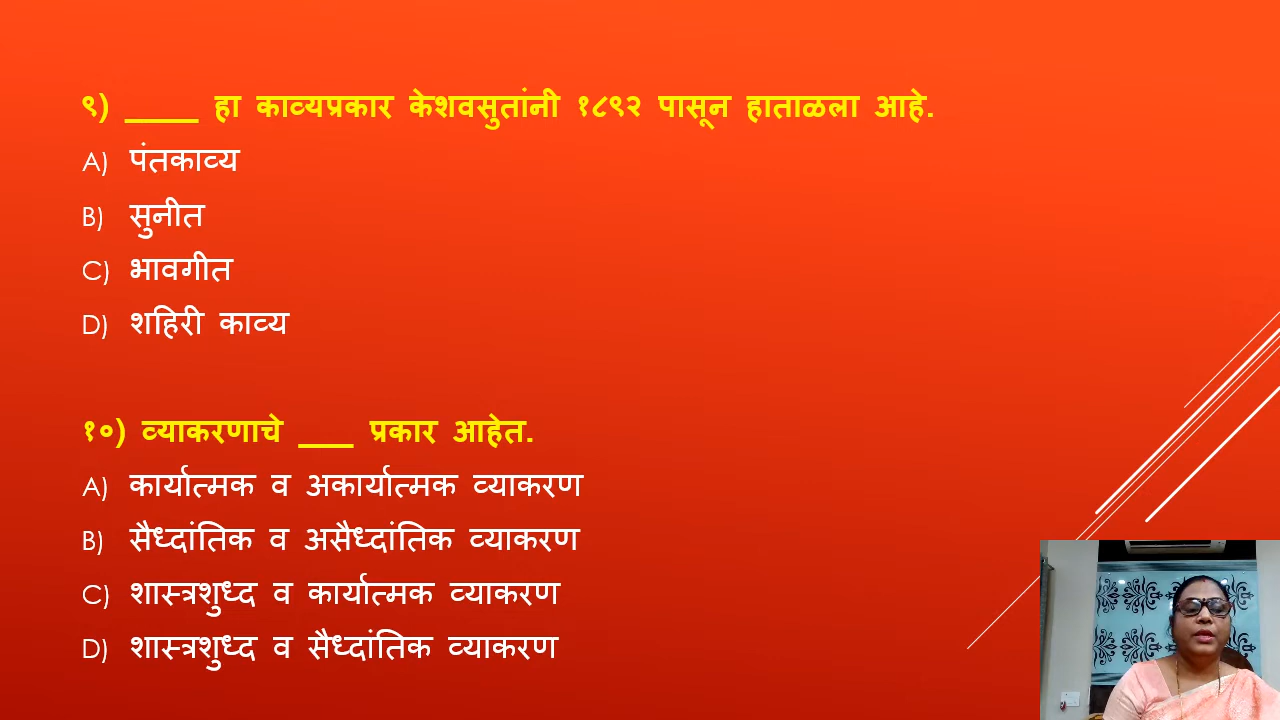 ९) ____ हा काव्यप्रकार केशवसुतांनी १८९२ पासून हाताळला आहे.
A) पंतकाव्य
B) सुनीत
C) भावगीत
D) शहिरी काव्य
१०) व्याकरणाचे ___ प्रकार आहेत.
A) कार्यात्मक व अकार्यात्मक व्याकरण
B) सैध्दांतिक व असैध्दांतिक व्याकरण
C) शास्त्रशुध्द व कार्यात्मक व्याकरण
D) शास्त्रशुध्द व सैध्दांतिक व्याकरण